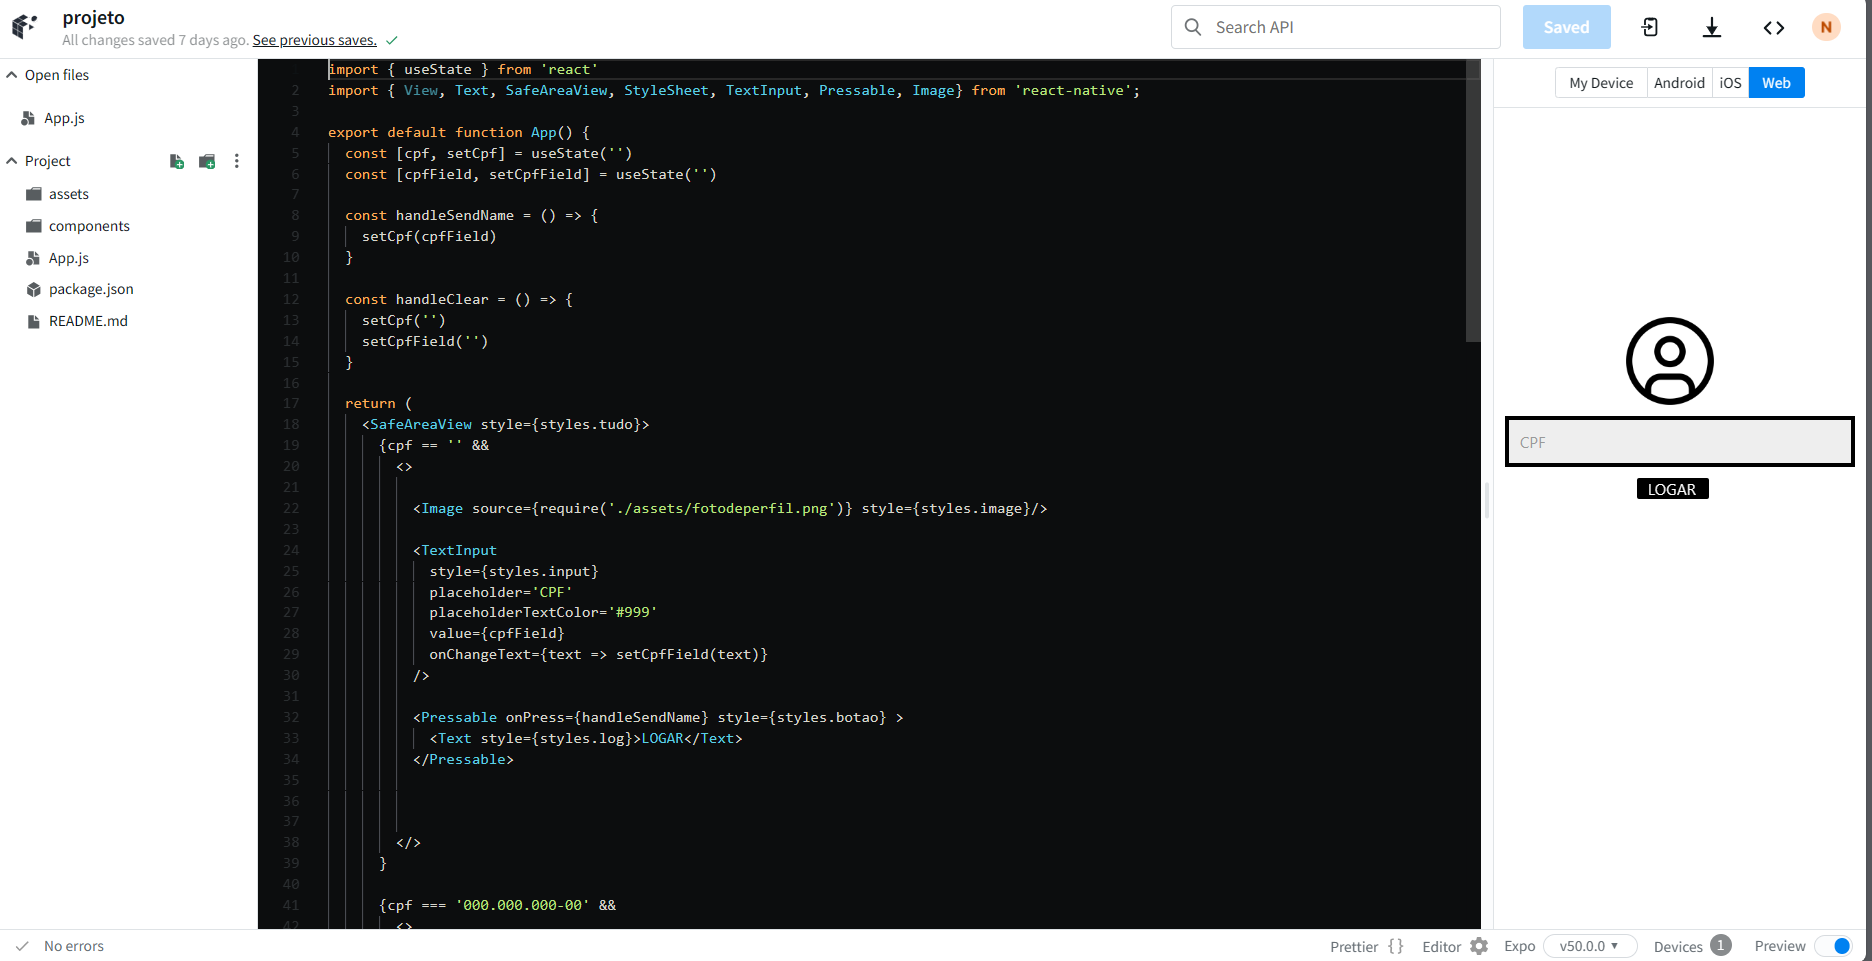 projeto
All changes saved 7 days ago. See previous saves.
Search API
Saved
N
Open files
App.js
Project
assets
components
App.js
package.json
README.md
import { useState } from 'react'
2 import { View, Text, SafeAreaView, StyleSheet, TextInput, Pressable, Image} from 'react-native';
3
4 export default function App() {
5 const [cpf, setCpf] = useState('')
6 const [cpfField, setCpfField] = useState('')
7
8 const handleSendName = () => {
9 setCpf(cpfField)
10 }
11
12 const handleClear = () => {
13 setCpf('')
14 setCpfField('')
15 }
16
17 return (
18 <SafeAreaView style={styles.tudo}>
19 {cpf == '' &&
20 <>
21
22 <Image source={require('./assets/fotodeperfil.png')} style={styles.image}/>
23
24 <TextInput
25 style={styles.input}
26 placeholder='CPF'
27 placeholderTextColor='#999'
28 value={cpfField}
29 onChangeText={text => setCpfField(text)}
30 />
31
32 <Pressable onPress={handleSendName} style={styles.botao} >
33 <Text style={styles.log}>LOGAR</Text>
34 </Pressable>
35
36
37
38 </>
39 }
40
41 {cpf === '000.000.000-00' &&
42 <>
My Device
Android
iOS
Web
CPF
LOGAR
No errors
Prettier {}
Editor
Expo
v50.0.0
Devices 1
Preview